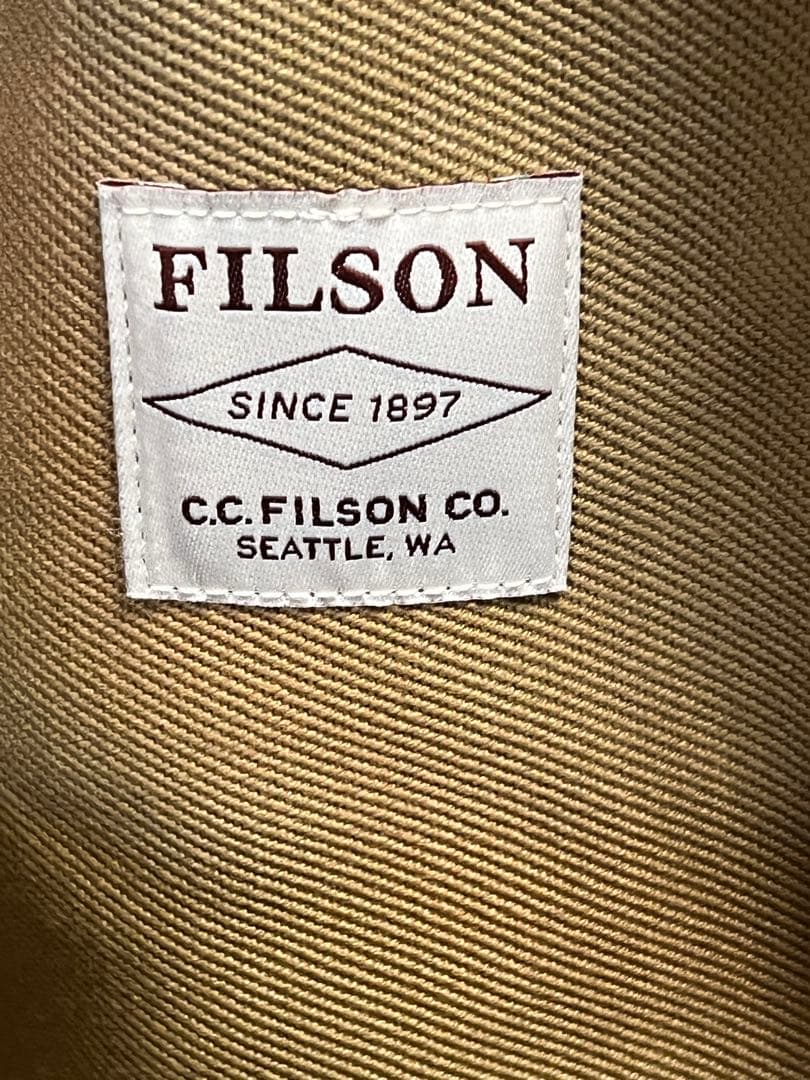 FILSON
SINCE 1897
C.C. FILSON CO.
SEATTLE, WA